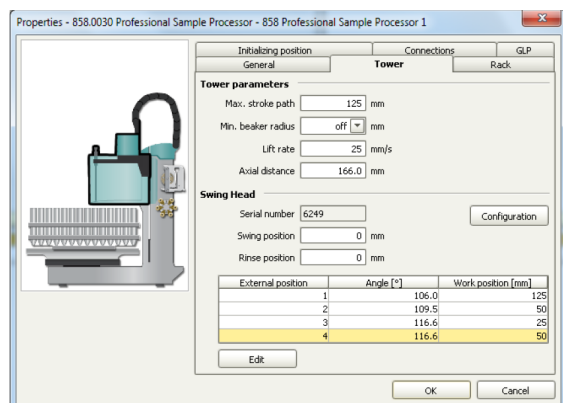 Properties - 858.0030 Professional Sample Processor - 858 Professional Sample Processor 1
Initializing position Connections GLP
General Tower Rack
Tower parameters
Max. stroke path 125 mm
Min. beaker radius off mm
Lift rate 25 mm/s
Axial distance 166.0 mm
Swing Head
Serial number 6249 Configuration
Swing position 0 mm
Rinse position 0 mm
External position Angle [°] Work position [mm]
1 106.0 125
2 109.5 50
3 116.6 25
4 116.6 50
Edit
OK Cancel